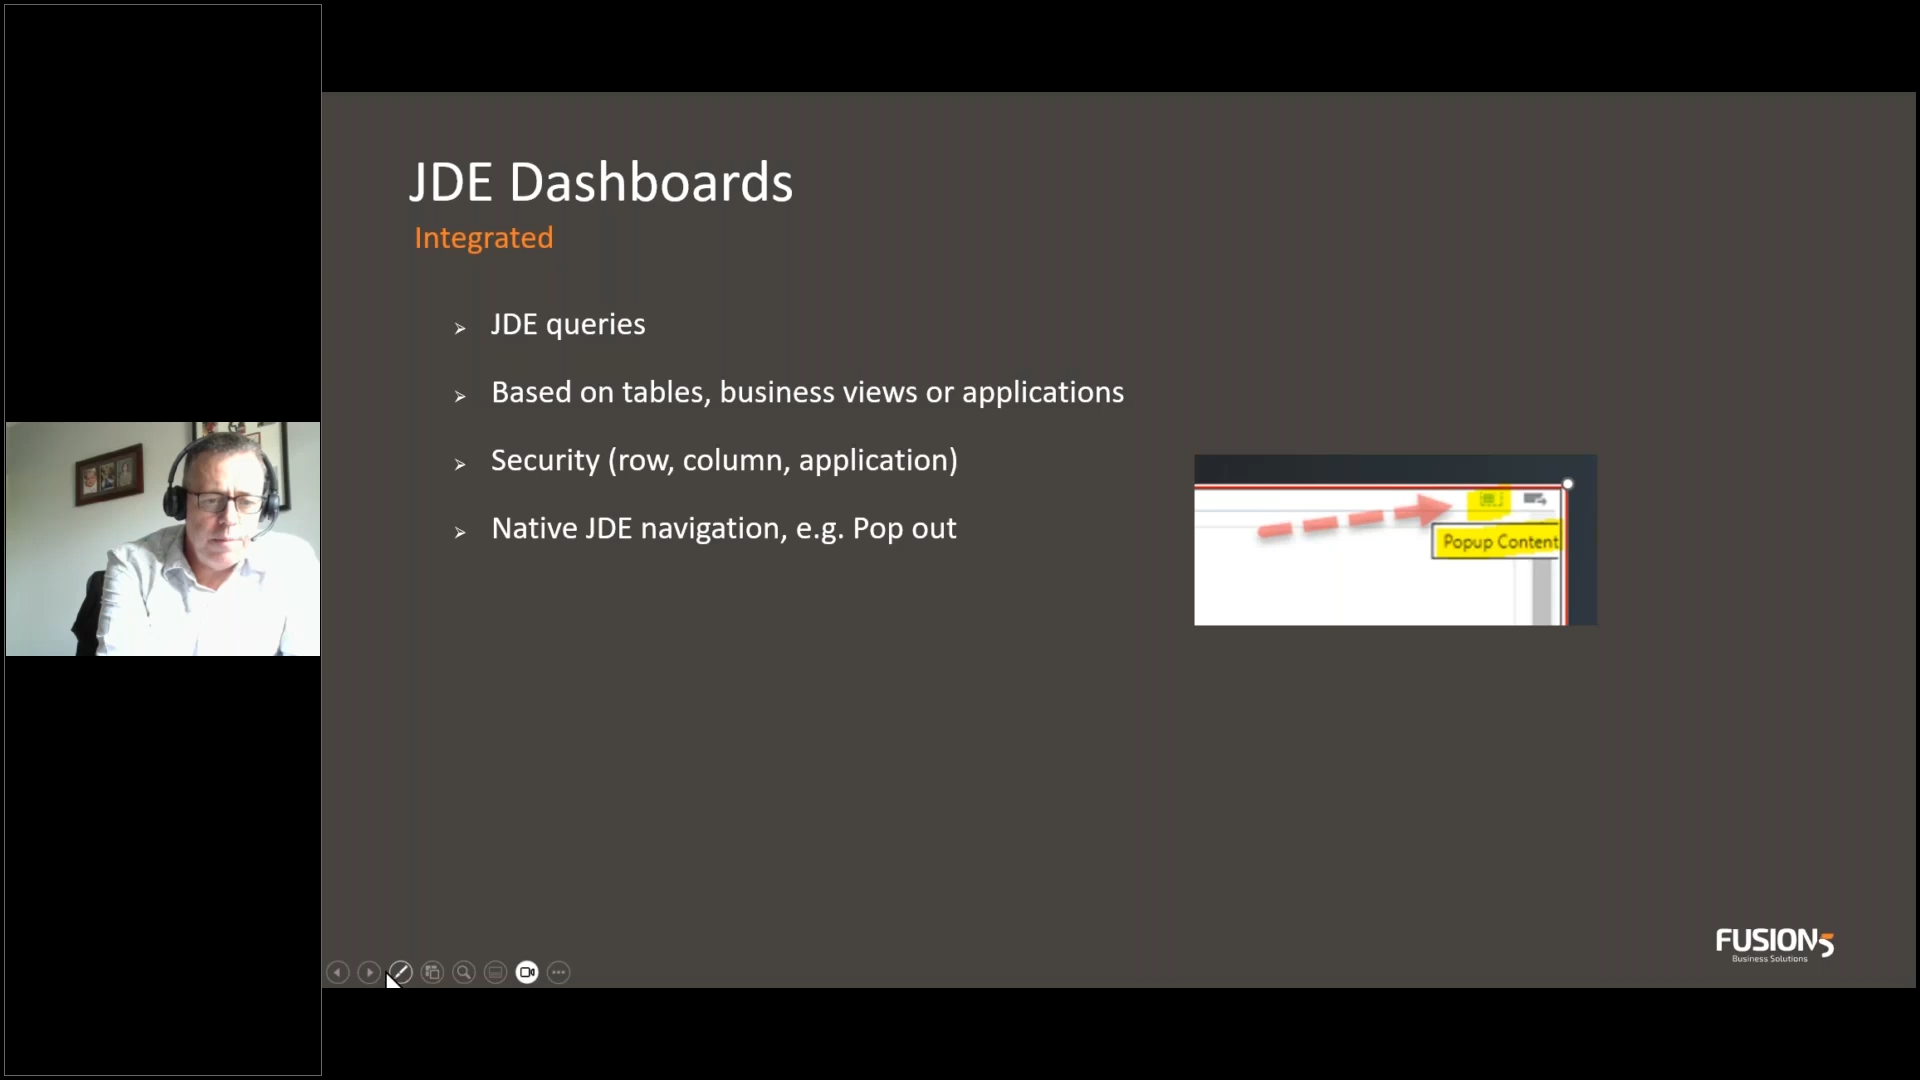 JDE Dashboards
Integrated
JDE queries
Based on tables, business views or applications
Security (row, column, application)
Native JDE navigation, e.g. Pop out
Popup Content
FUSION5
Business Solutions